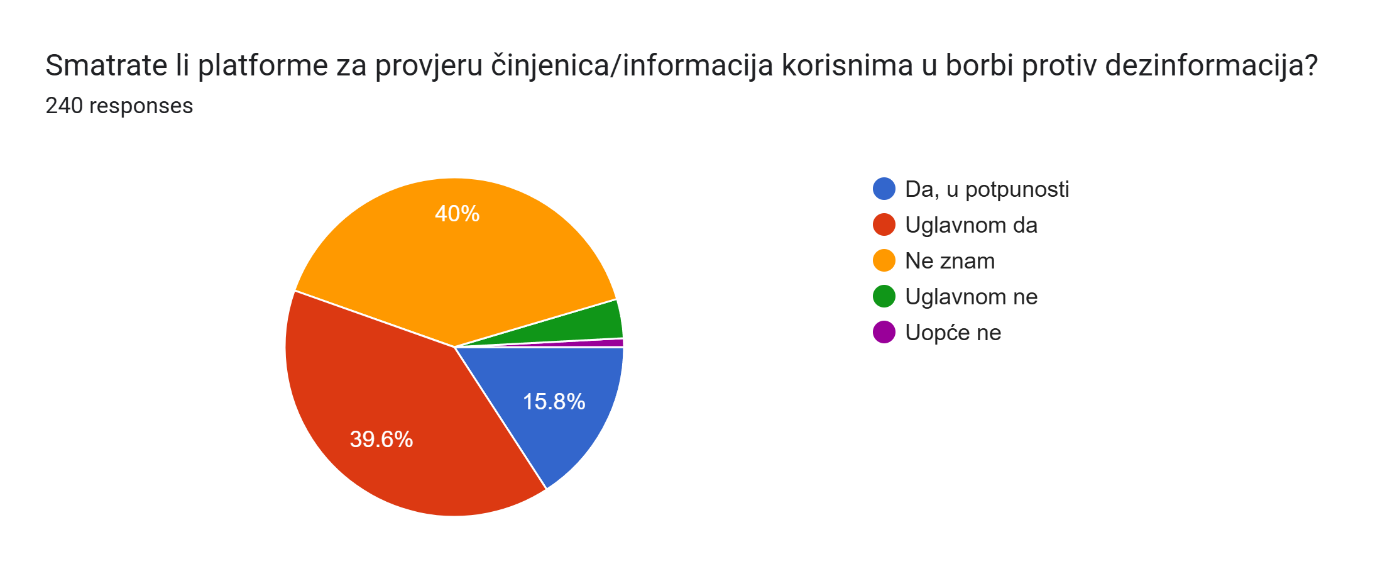 Smatrate li platforme za provjeru činjenica/informacija korisnima u borbi protiv dezinformacija?
240 responses
40%
15.8%
39.6%
Da, u potpunosti
Uglavnom da
Ne znam
Uglavnom ne
Uopće ne